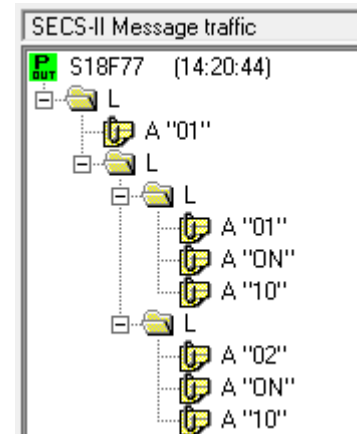 SECS-II Message traffic
P OUT S18F77 (14:20:44)
L
A "01"
L
L
A "01"
A "ON"
A "10"
L
A "02"
A "ON"
A "10"